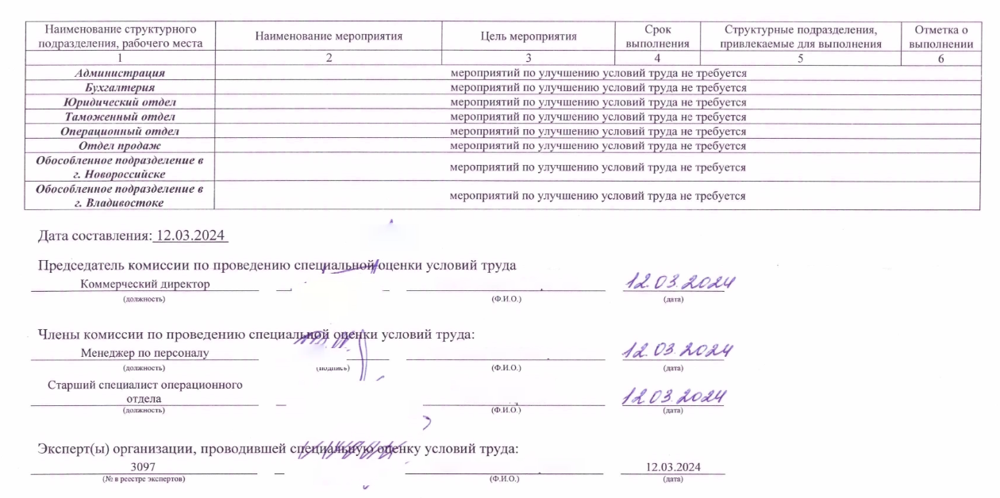 Наименование структурного подразделения, рабочего места Наименование мероприятия Цель мероприятия Срок выполнения Структурные подразделения, привлекаемые для выполнения Отметка о выполнении
1 2 3 4 5 6
Администрация мероприятий по улучшению условий труда не требуется
Бухгалтерия мероприятий по улучшению условий труда не требуется
Юридический отдел мероприятий по улучшению условий труда не требуется
Таможенный отдел мероприятий по улучшению условий труда не требуется
Операционный отдел мероприятий по улучшению условий труда не требуется
Отдел продаж мероприятий по улучшению условий труда не требуется
Обособленное подразделение в г. Новороссийске мероприятий по улучшению условий труда не требуется
Обособленное подразделение в г. Владивостоке мероприятий по улучшению условий труда не требуется
Дата составления: 12.03.2024
Председатель комиссии по проведению специальной оценки условий труда
Коммерческий директор 12.03.2024
(должность) (Ф.И.О.) (дата)
Члены комиссии по проведению специальной оценки условий труда:
Менеджер по персоналу 12.03.2024
(должность) (подпись) (Ф.И.О.) (дата)
Старший специалист операционного
отдела 12.03.2024
(должность) (Ф.И.О.) (дата)
Эксперт(ы) организации, проводившей специальную оценку условий труда:
3097 12.03.2024
(№ в реестре экспертов) (Ф.И.О.) (дата)